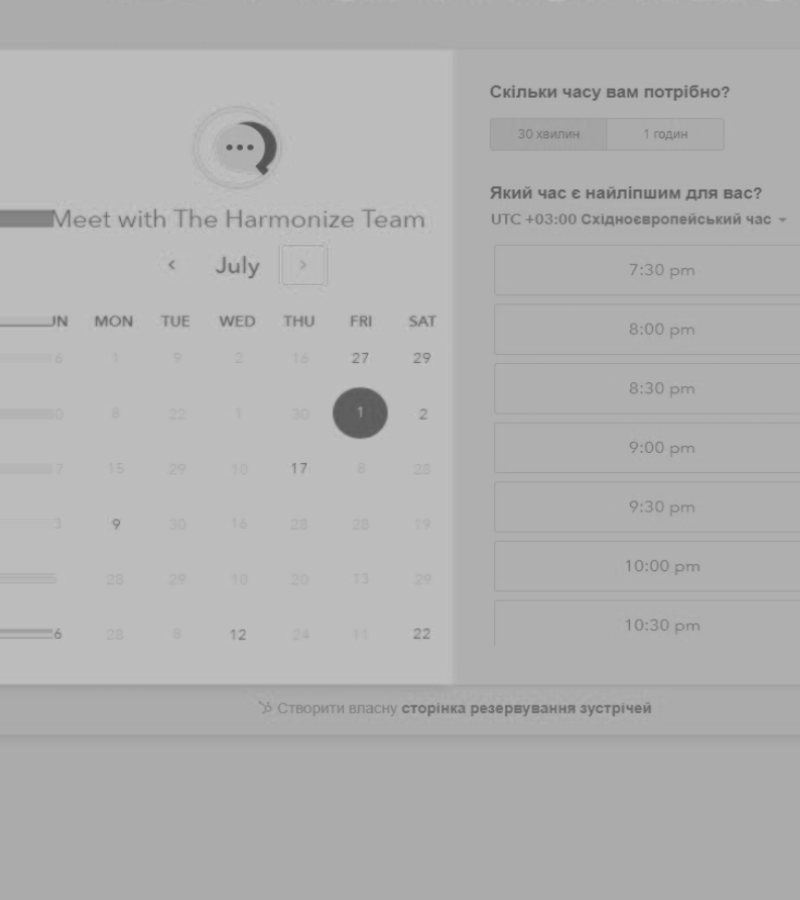 Meet with The Harmonize Team
July
MON TUE WED THU FRI SAT
6 1 9 2 16 27 29
0 8 22 1 30 1 2
7 15 29 10 17 8 28
3 9 30 16 28 28 19
28 29 10 20 13 29
6 28 8 12 24 11 22
Скільки часу вам потрібно?
30 хвилин 1 годин
Який час є найліпшим для вас?
UTC +03:00 Східноєвропейський час
7:30 pm
8:00 pm
8:30 pm
9:00 pm
9:30 pm
10:00 pm
10:30 pm
Створити власну сторінка резервування зустрічей